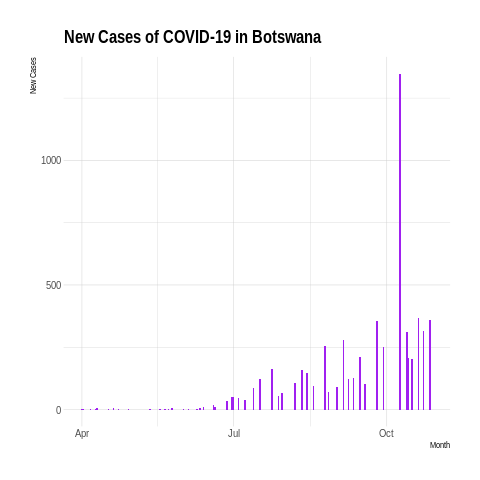 New Cases of COVID-19 in Botswana
New Cases
1000
500
0
Apr Jul Oct
Month